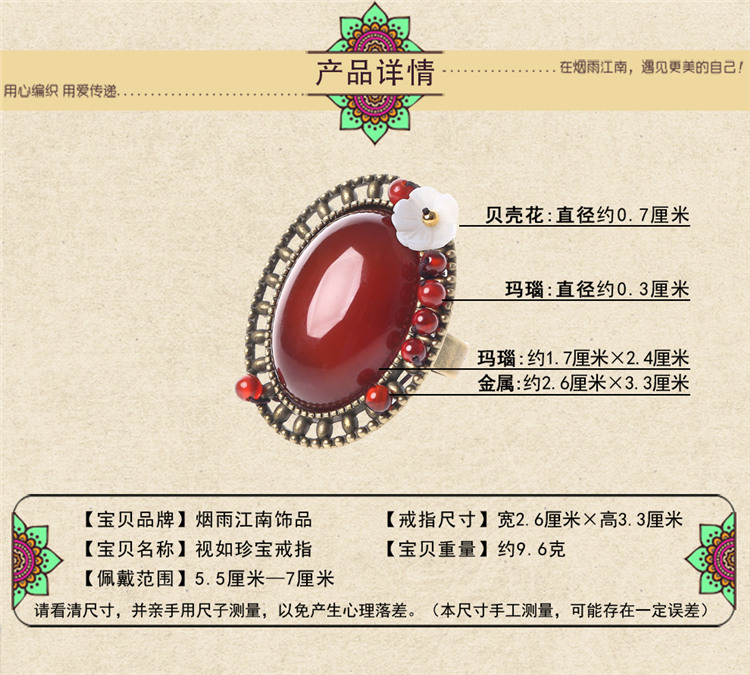 产品详情
在烟雨江南，遇见更美的自己！
用心编织 用爱传递
贝壳花：直径约0.7厘米
玛瑙：直径约0.3厘米
玛瑙：约1.7厘米×2.4厘米
金属：约2.6厘米×3.3厘米
【宝贝品牌】烟雨江南饰品 【戒指尺寸】宽2.6厘米×高3.3厘米
【宝贝名称】视如珍宝戒指 【宝贝重量】约9.6克
【佩戴范围】5.5厘米—7厘米
请看清尺寸，并亲手用尺子测量，以免产生心理落差。（本尺寸手工测量，可能存在一定误差）